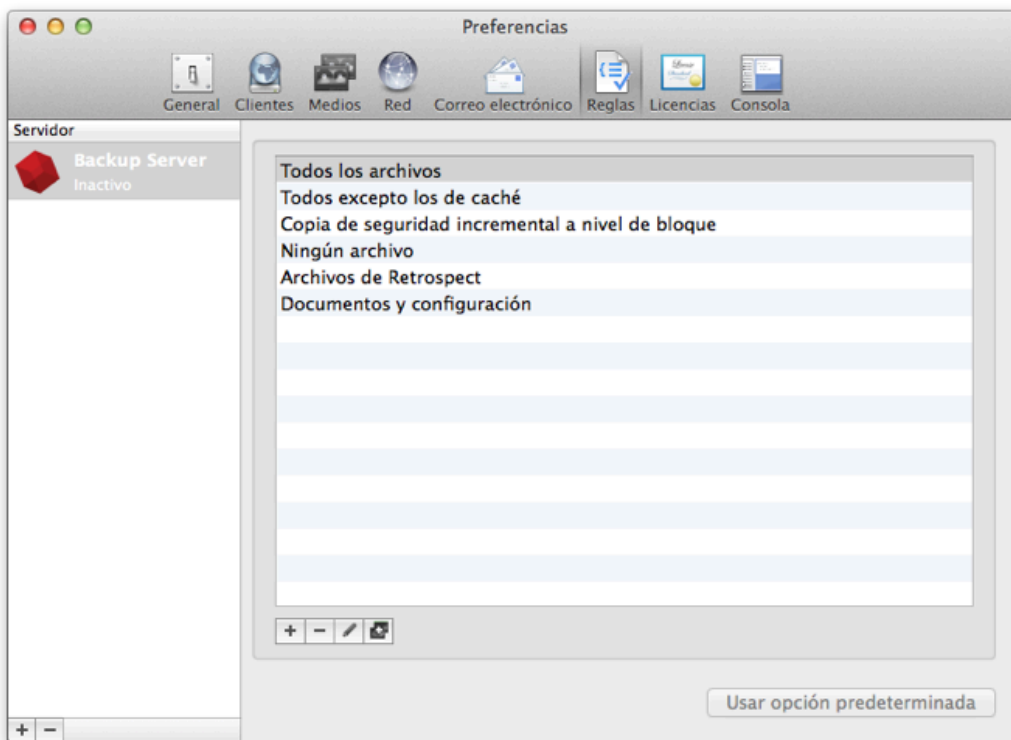 Preferencias
General Clientes Medios Red Correo electrónico Reglas Licencias Consola
Servidor
Backup Server
Inactivo
Todos los archivos
Todos excepto los de caché
Copia de seguridad incremental a nivel de bloque
Ningún archivo
Archivos de Retrospect
Documentos y configuración
Usar opción predeterminada